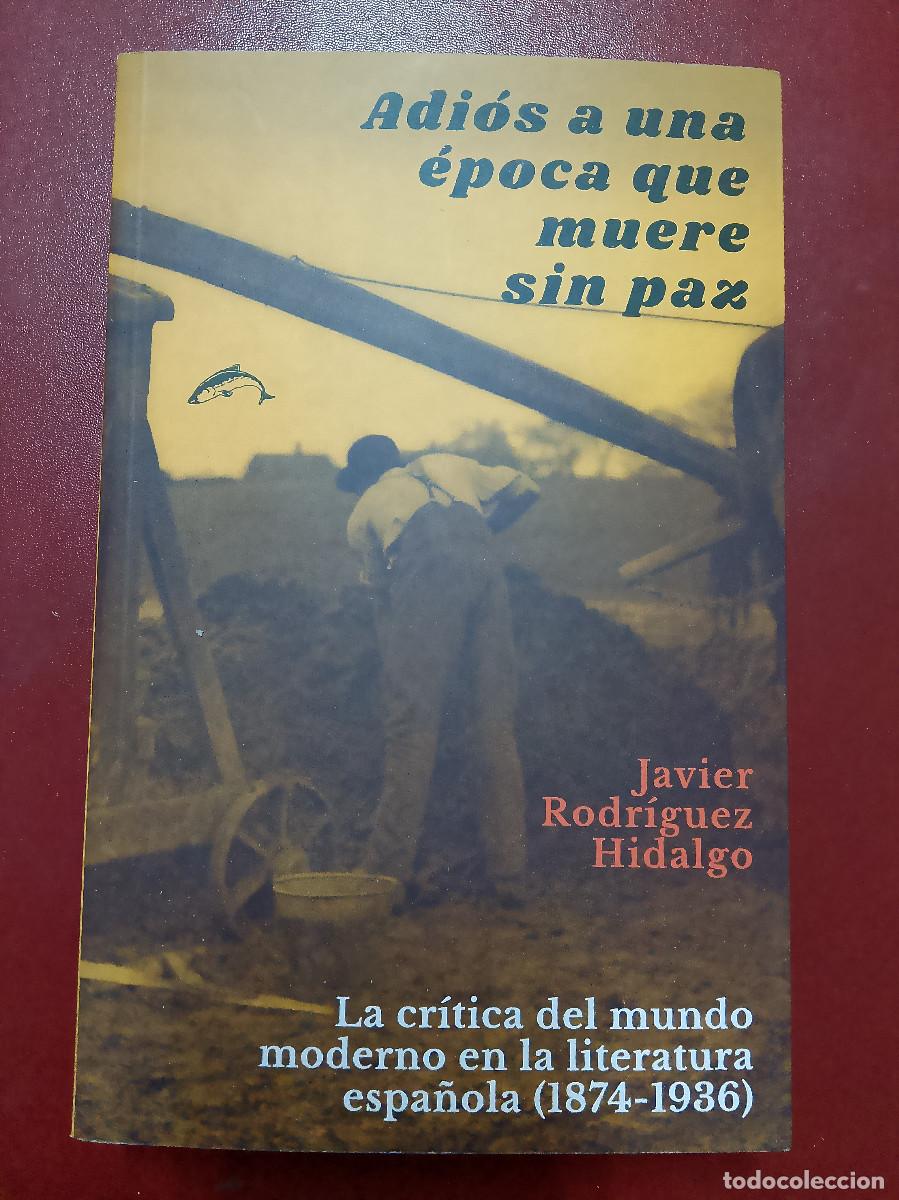 Adiós a una
época que
muere
sin paz
Javier
Rodríguez
Hidalgo
La crítica del mundo
moderno en la literatura
española (1874-1936)
todocoleccion